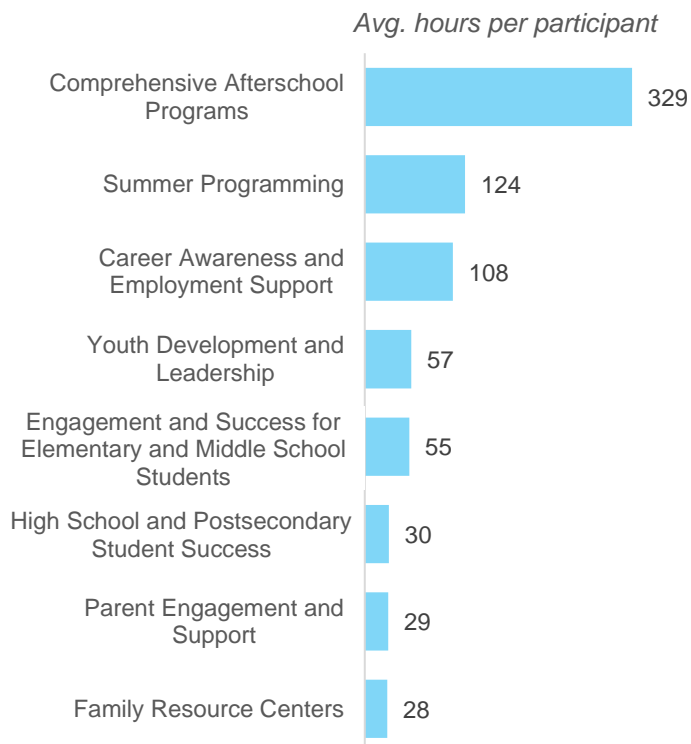 Avg. hours per participant
Comprehensive Afterschool
Programs
329
Summer Programming
124
Career Awareness and
Employment Support
108
Youth Development and
Leadership
57
Engagement and Success for
Elementary and Middle School
Students
55
High School and Postsecondary
Student Success
30
Parent Engagement and
Support
29
Family Resource Centers
28